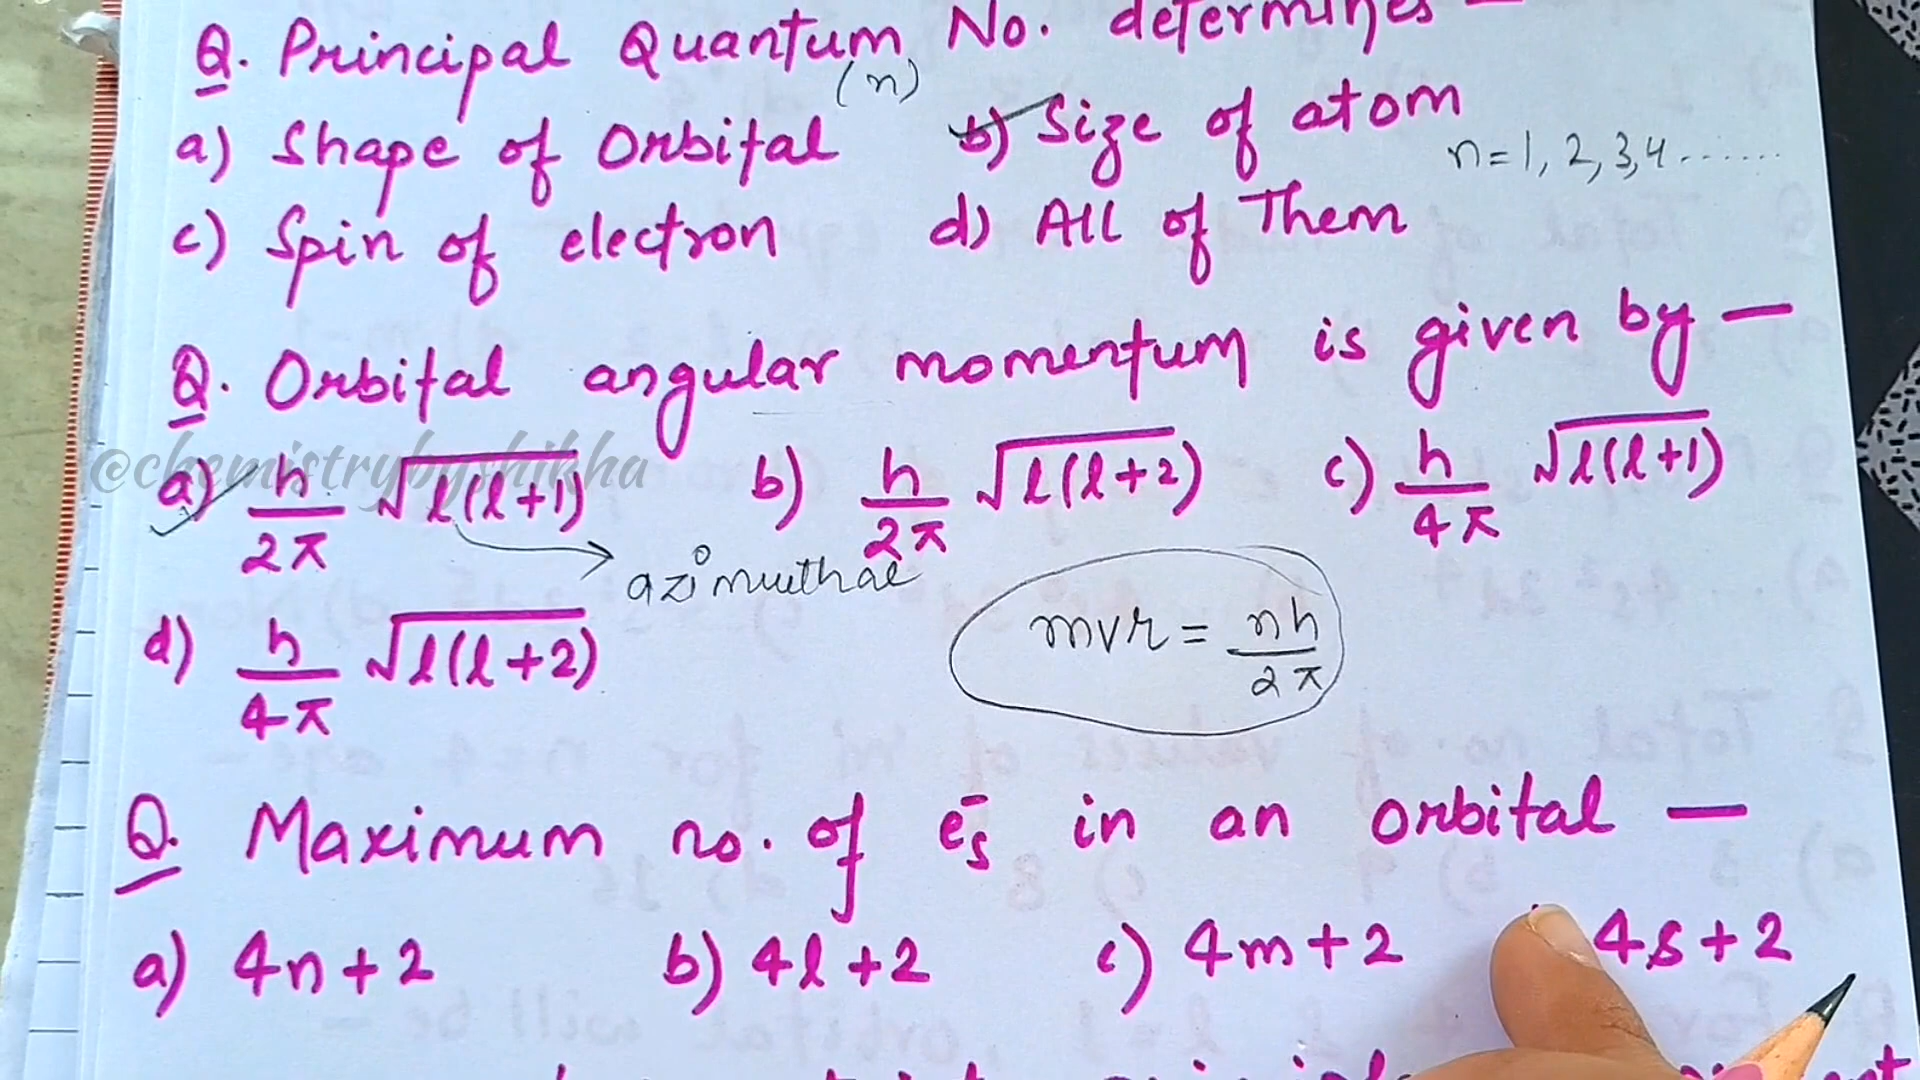 Q. Principal Quantum No. determines —
(n)
a) Shape of Orbital b) Size of atom
n = 1, 2, 3, 4 .......
c) Spin of electron d) All of Them
Q. Orbital angular momentum is given by —
@chemistrybyshikha
a) h/2π √l(l+1) b) h/2π √l(l+2) c) h/4π √l(l+1)
azimuthal
mvr = nh/2π
d) h/4π √l(l+2)
Q. Maximum no. of e̅s in an orbital —
a) 4n+2 b) 4l+2 c) 4m+2 4s+2